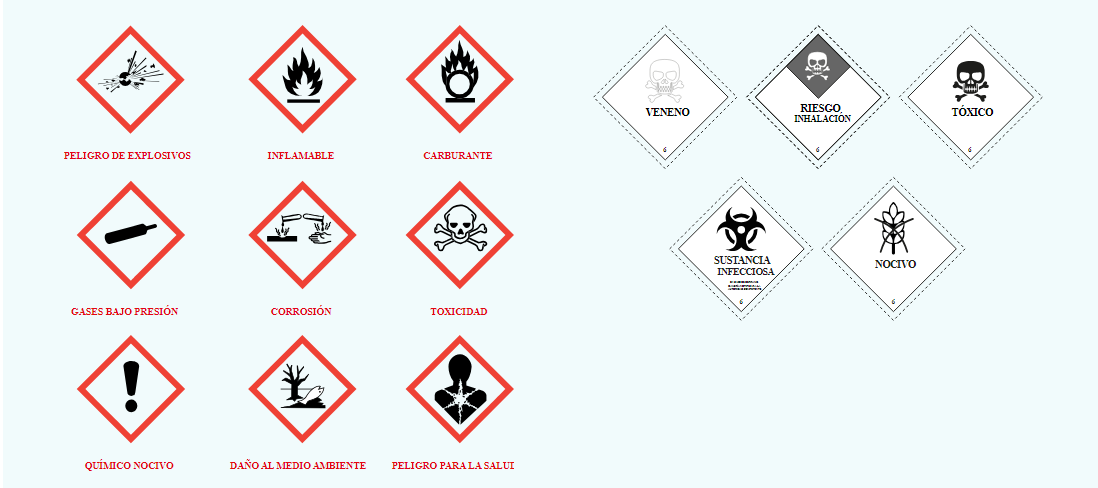 PELIGRO DE EXPLOSIVOS
INFLAMABLE
CARBURANTE
GASES BAJO PRESIÓN
CORROSIÓN
TOXICIDAD
QUÍMICO NOCIVO
DAÑO AL MEDIO AMBIENTE
PELIGRO PARA LA SALUI
VENENO
6
RIESGO
INHALACIÓN
6
TÓXICO
6
SUSTANCIA
INFECCIOSA
6
NOCIVO
6